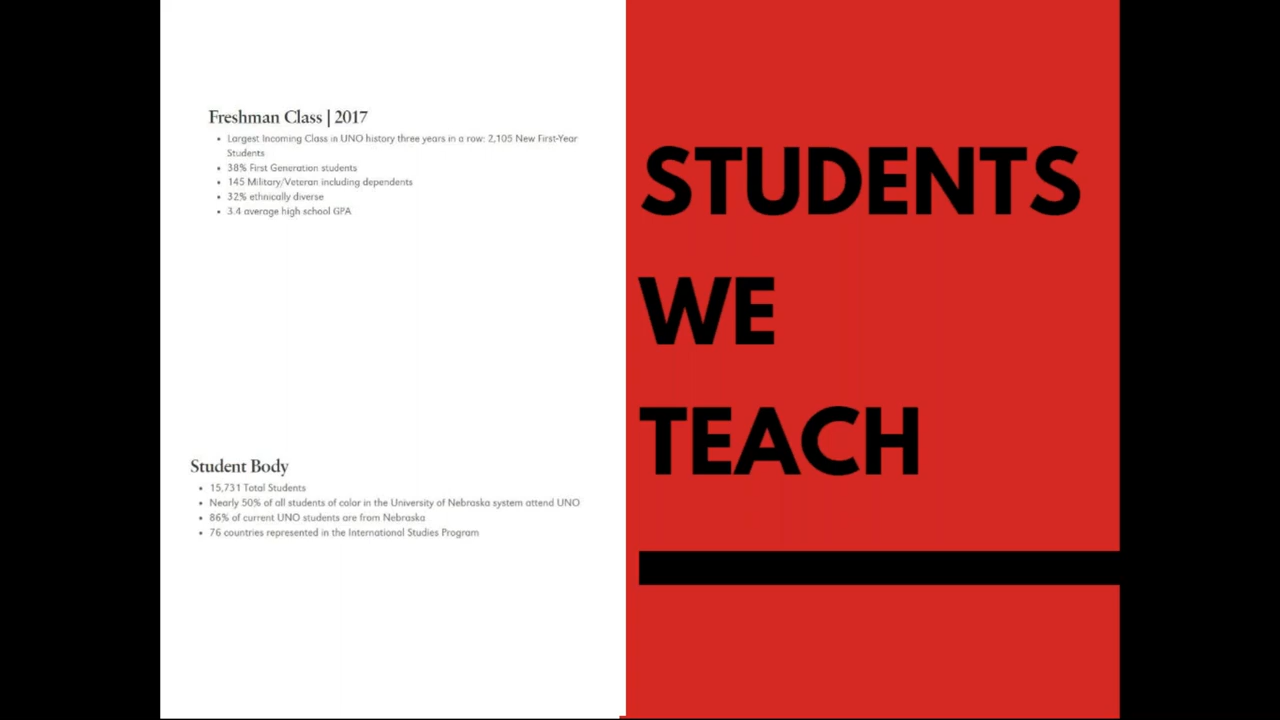 Freshman Class | 2017
• Largest Incoming Class in UNO history three years in a row: 2,105 New First-Year
Students
• 38% First Generation students
• 145 Military/Veteran including dependents
• 32% ethnically diverse
• 3.4 average high school GPA
Student Body
• 15,731 Total Students
• Nearly 50% of all students of color in the University of Nebraska system attend UNO
• 86% of current UNO students are from Nebraska
• 76 countries represented in the International Studies Program
STUDENTS
WE
TEACH